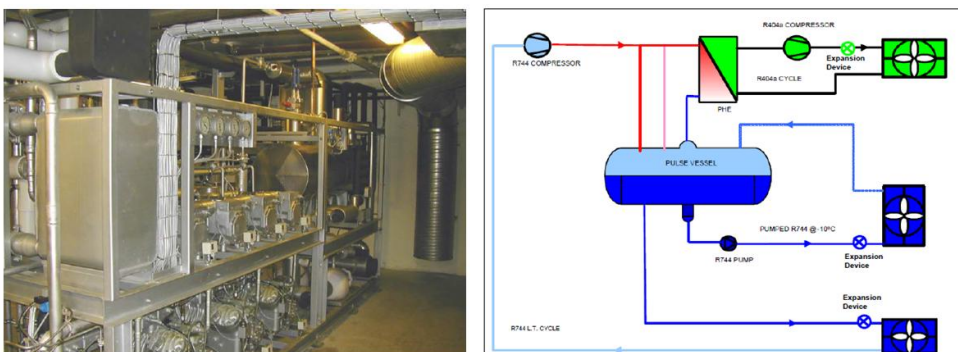 R404a COMPRESSOR
R744 COMPRESSOR
Expansion
Device
R404a CYCLE
PHE
PULSE VESSEL
PUMPED R744 @-10ºC
R744 PUMP
Expansion
Device
Expansion
Device
R744 L.T. CYCLE